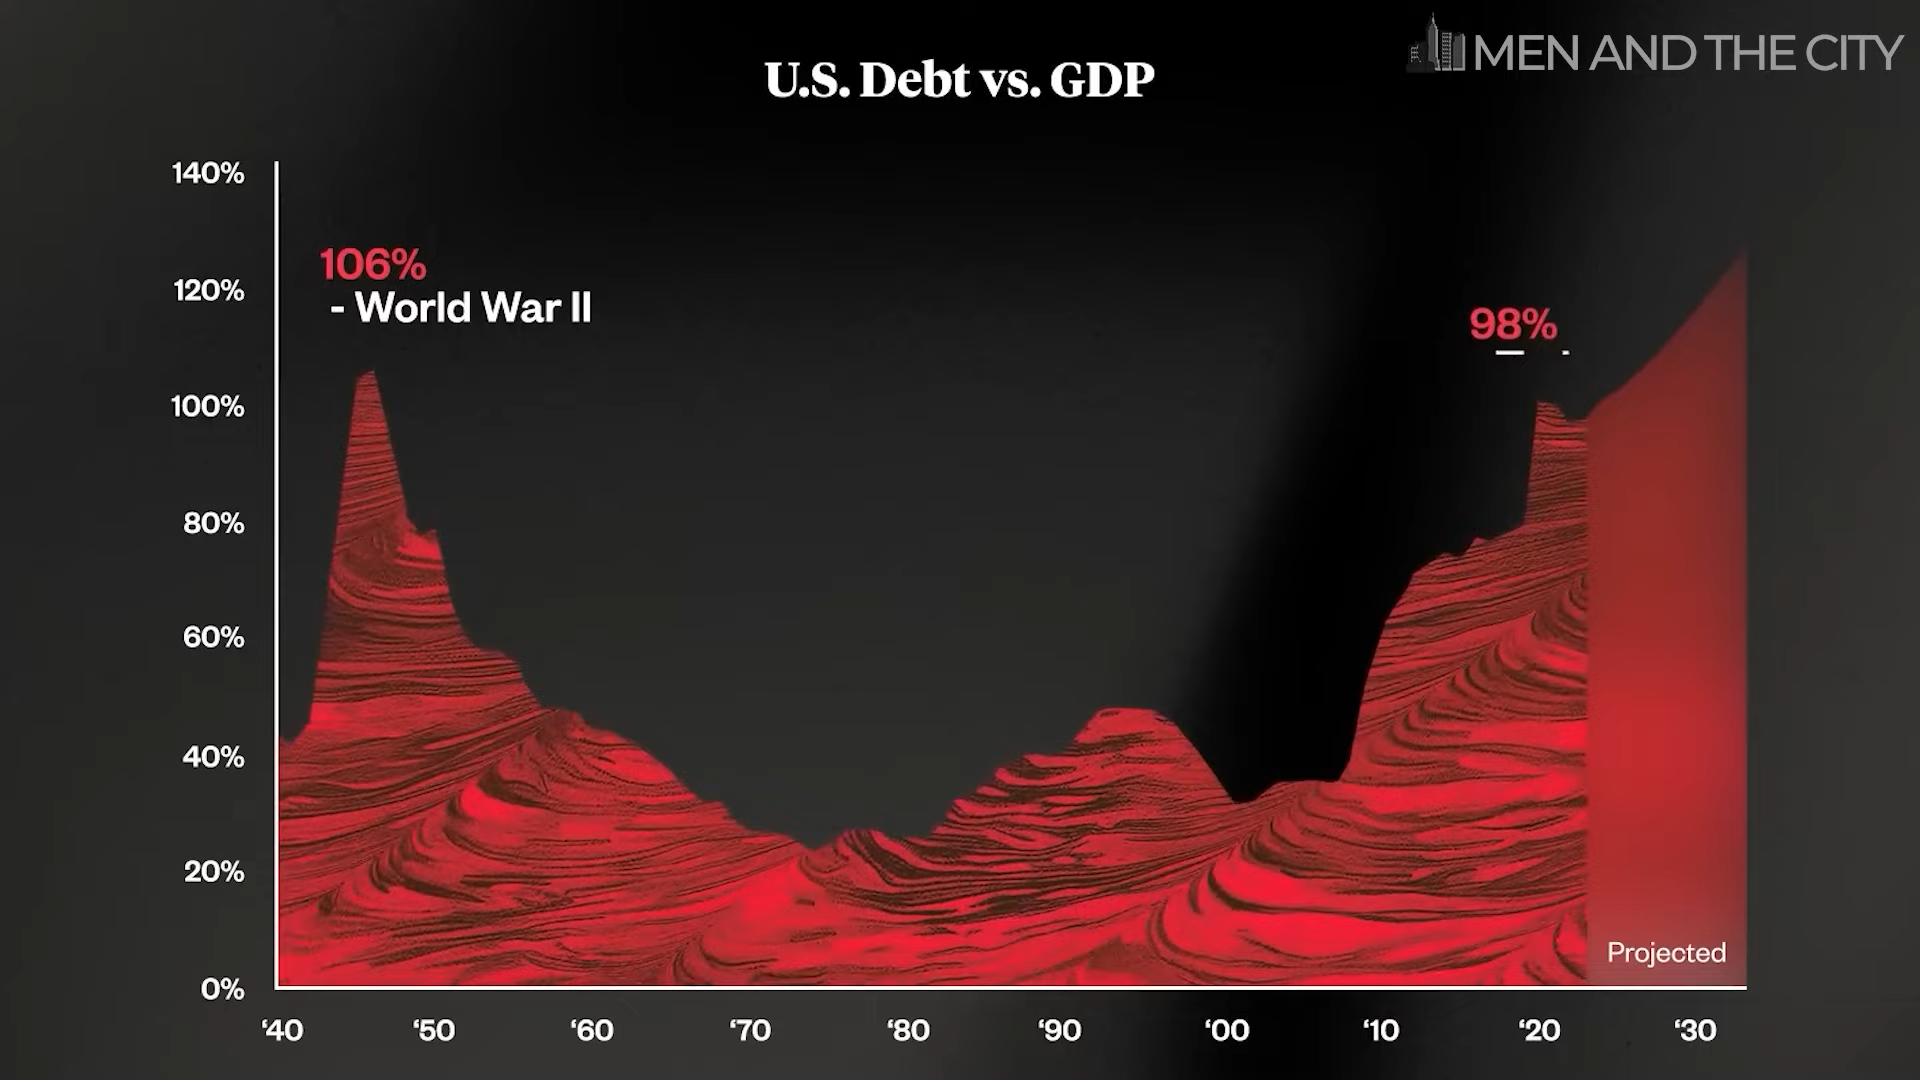 MEN AND THE CITY
U.S. Debt vs. GDP
140%
106%
- World War II
120%
98%
100%
80%
60%
40%
20%
Projected
0%
‘40 ‘50 ‘60 ‘70 ‘80 ‘90 ‘00 ‘10 ‘20 ‘30